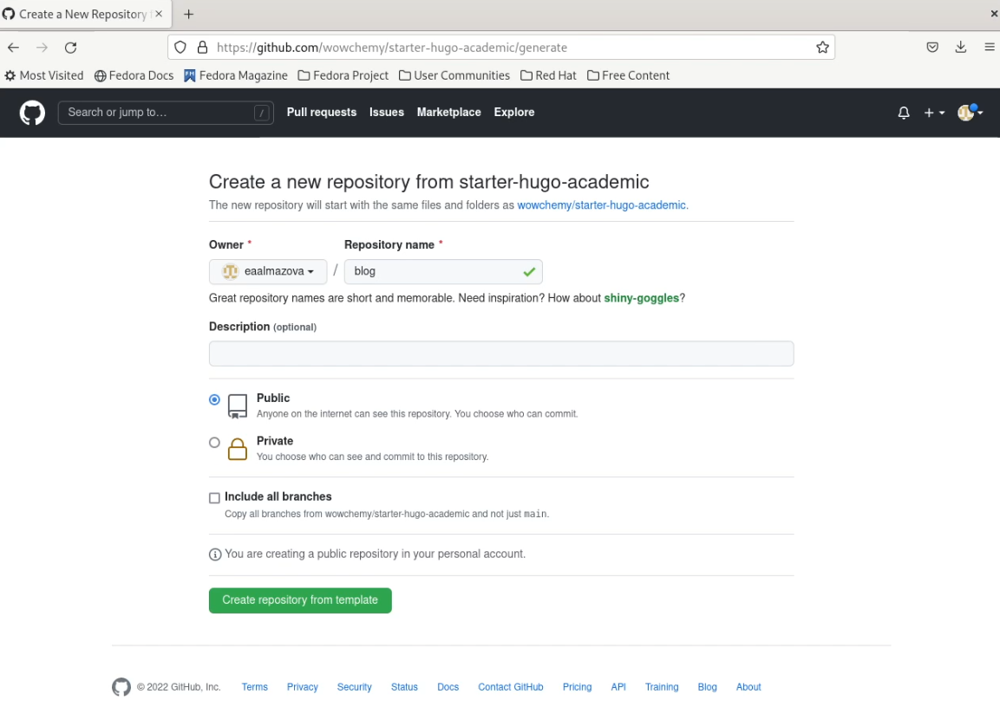 Create a New Repository
https://github.com/wowchemy/starter-hugo-academic/generate
Most Visited Fedora Docs Fedora Magazine Fedora Project User Communities Red Hat Free Content
Search or jump to… / Pull requests Issues Marketplace Explore
Create a new repository from starter-hugo-academic
The new repository will start with the same files and folders as wowchemy/starter-hugo-academic.
Owner * Repository name *
eaalmazova / blog
Great repository names are short and memorable. Need inspiration? How about shiny-goggles?
Description (optional)
Public
Anyone on the internet can see this repository. You choose who can commit.
Private
You choose who can see and commit to this repository.
Include all branches
Copy all branches from wowchemy/starter-hugo-academic and not just main.
You are creating a public repository in your personal account.
Create repository from template
© 2022 GitHub, Inc. Terms Privacy Security Status Docs Contact GitHub Pricing API Training Blog About